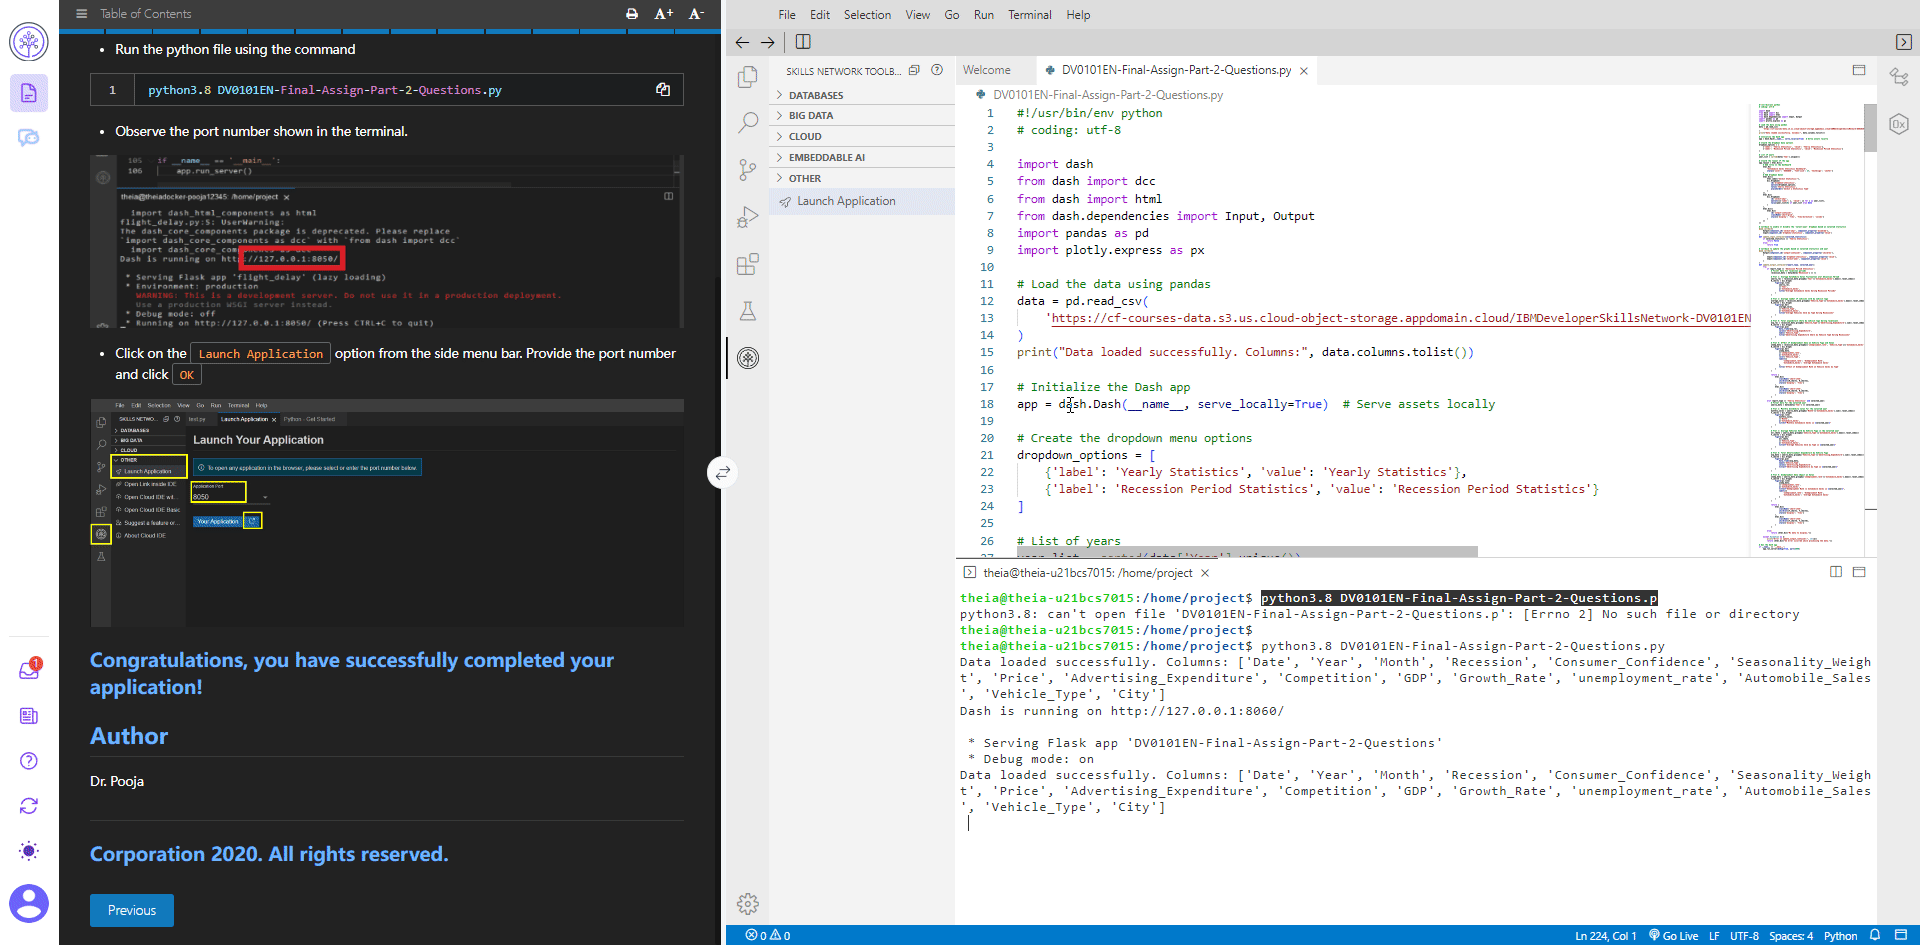 Table of Contents
A+
A-
Run the python file using the command
1 python3.8 DV0101EN-Final-Assign-Part-2-Questions.py
Observe the port number shown in the terminal.
105 if __name__ == '__main__':
106 app.run_server()
theia@theiadocker-pooja12345: /home/project ×
import dash_html_components as html
flight_delay.py:5: UserWarning:
The dash_core_components package is deprecated. Please replace
`import dash_core_components as dcc` with `from dash import dcc`
import dash_core_components as dcc
Dash is running on http://127.0.0.1:8050/
* Serving Flask app 'flight_delay' (lazy loading)
* Environment: production
WARNING: This is a development server. Do not use it in a production deployment.
Use a production WSGI server instead.
* Debug mode: off
* Running on http://127.0.0.1:8050/ (Press CTRL+C to quit)
Click on the Launch Application option from the side menu bar. Provide the port number
and click OK
File Edit Selection View Go Run Terminal Help
SKILLS NETWO...
test.py
Launch Application ×
Python - Get Started
DATABASES
BIG DATA
CLOUD
OTHER
Launch Application
Open Link inside IDE
Open Cloud IDE wi...
Open Cloud IDE Basic
Suggest a feature or...
About Cloud IDE
Launch Your Application
To open any application in the browser, please select or enter the port number below.
Application Port
8050
Your Application
Congratulations, you have successfully completed your
application!
Author
Dr. Pooja
Corporation 2020. All rights reserved.
Previous
1
File Edit Selection View Go Run Terminal Help
SKILLS NETWORK TOOLB...
DATABASES
BIG DATA
CLOUD
EMBEDDABLE AI
OTHER
Launch Application
Welcome
DV0101EN-Final-Assign-Part-2-Questions.py ×
DV0101EN-Final-Assign-Part-2-Questions.py
1 #!/usr/bin/env python
2 # coding: utf-8
3
4 import dash
5 from dash import dcc
6 from dash import html
7 from dash.dependencies import Input, Output
8 import pandas as pd
9 import plotly.express as px
10
11 # Load the data using pandas
12 data = pd.read_csv(
13 'https://cf-courses-data.s3.us.cloud-object-storage.appdomain.cloud/IBMDeveloperSkillsNetwork-DV0101EN
14 )
15 print("Data loaded successfully. Columns:", data.columns.tolist())
16
17 # Initialize the Dash app
18 app = dash.Dash(__name__, serve_locally=True) # Serve assets locally
19
20 # Create the dropdown menu options
21 dropdown_options = [
22 {'label': 'Yearly Statistics', 'value': 'Yearly Statistics'},
23 {'label': 'Recession Period Statistics', 'value': 'Recession Period Statistics'}
24 ]
25
26 # List of years
27 year_list = sorted(data['Year'].unique())
theia@theia-u21bcs7015: /home/project ×
theia@theia-u21bcs7015:/home/project$ python3.8 DV0101EN-Final-Assign-Part-2-Questions.p
python3.8: can't open file 'DV0101EN-Final-Assign-Part-2-Questions.p': [Errno 2] No such file or directory
theia@theia-u21bcs7015:/home/project$
theia@theia-u21bcs7015:/home/project$ python3.8 DV0101EN-Final-Assign-Part-2-Questions.py
Data loaded successfully. Columns: ['Date', 'Year', 'Month', 'Recession', 'Consumer_Confidence', 'Seasonality_Weigh
t', 'Price', 'Advertising_Expenditure', 'Competition', 'GDP', 'Growth_Rate', 'unemployment_rate', 'Automobile_Sales
', 'Vehicle_Type', 'City']
Dash is running on http://127.0.0.1:8060/
* Serving Flask app 'DV0101EN-Final-Assign-Part-2-Questions'
* Debug mode: on
Data loaded successfully. Columns: ['Date', 'Year', 'Month', 'Recession', 'Consumer_Confidence', 'Seasonality_Weigh
t', 'Price', 'Advertising_Expenditure', 'Competition', 'GDP', 'Growth_Rate', 'unemployment_rate', 'Automobile_Sales
', 'Vehicle_Type', 'City']
0 0
Ln 224, Col 1 Go Live LF UTF-8 Spaces: 4 Python